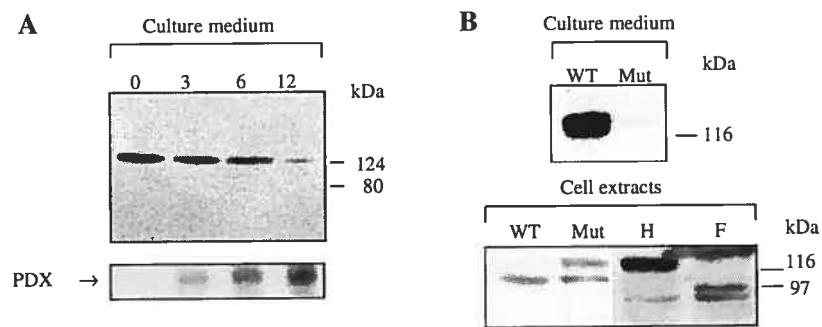 A
Culture medium
0 3 6 12
kDa
124
80
PDX →
B
Culture medium
WT Mut
kDa
116
Cell extracts
WT Mut H F
kDa
116
97